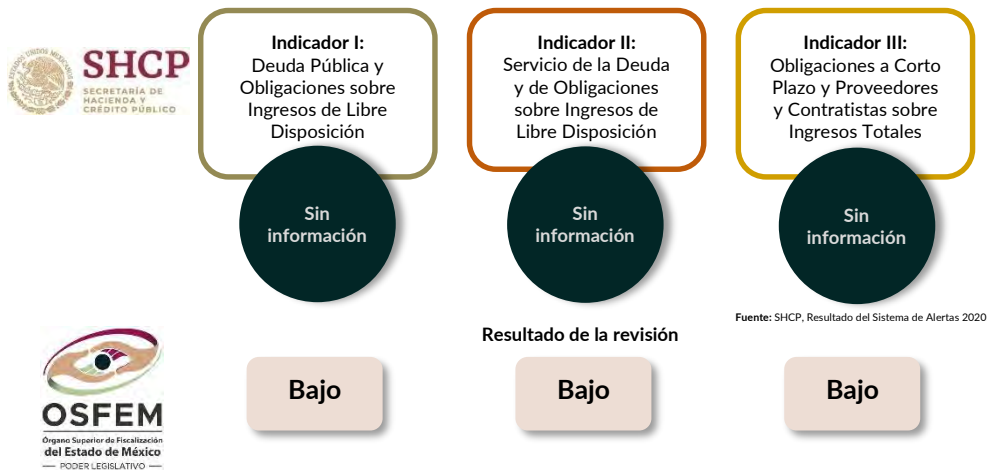 SHCP
SECRETARÍA DE
HACIENDA Y
CRÉDITO PÚBLICO
Indicador I:
Deuda Pública y
Obligaciones sobre
Ingresos de Libre
Disposición
Sin
información
Indicador II:
Servicio de la Deuda
y de Obligaciones
sobre Ingresos de
Libre Disposición
Sin
información
Indicador III:
Obligaciones a Corto
Plazo y Proveedores
y Contratistas sobre
Ingresos Totales
Sin
información
Fuente: SHCP, Resultado del Sistema de Alertas 2020
Resultado de la revisión
OSFEM
Órgano Superior de Fiscalización
del Estado de México
PODER LEGISLATIVO
Bajo
Bajo
Bajo